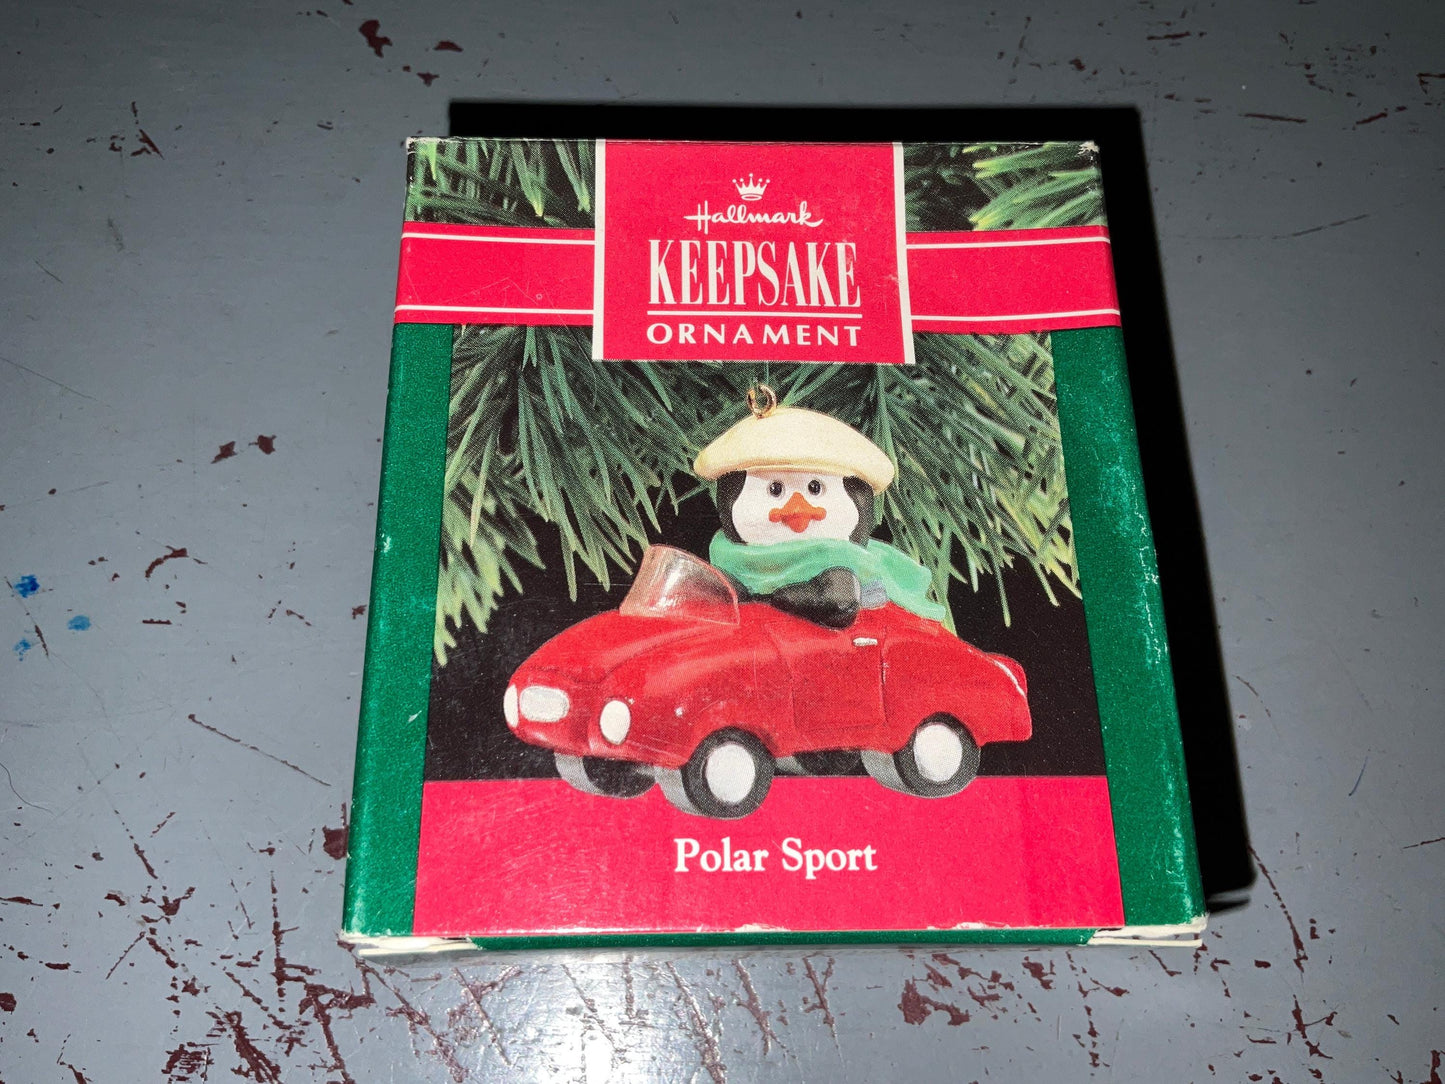 Hallmark
KEEPSAKE
ORNAMENT
Polar Sport